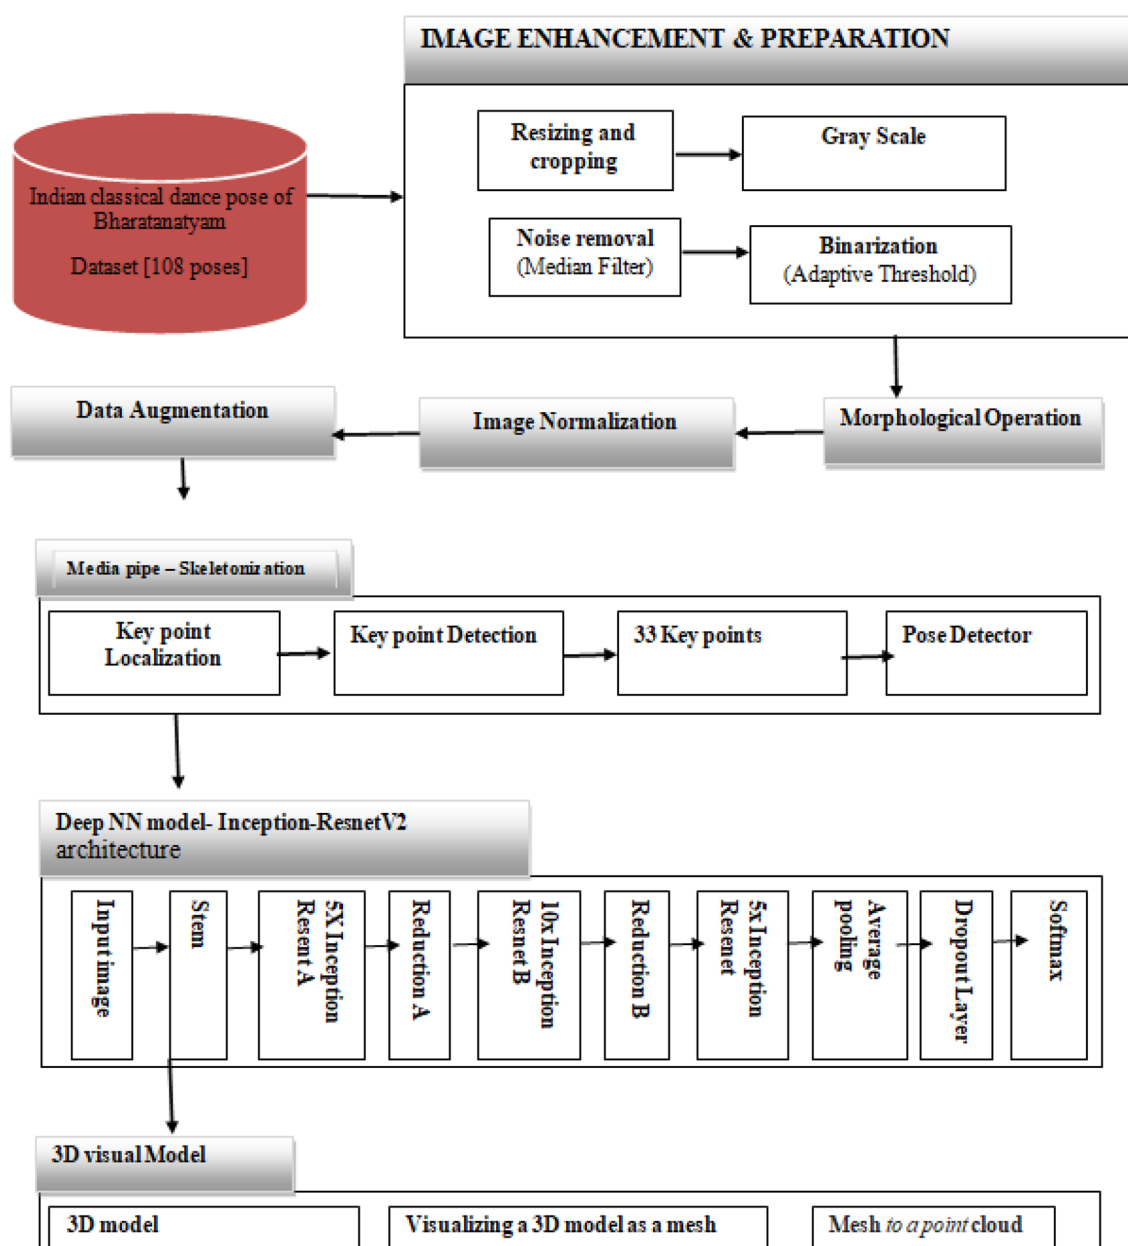 IMAGE ENHANCEMENT & PREPARATION
Resizing and
cropping
Gray Scale
Indian classical dance pose of
Bharatanatyam
Dataset [108 poses]
Noise removal
(Median Filter)
Binarization
(Adaptive Threshold)
Data Augmentation
Image Normalization
Morphological Operation
Media pipe – Skeletonization
Key point
Localization
Key point Detection
33 Key points
Pose Detector
Deep NN model- Inception-ResnetV2
architecture
Input image
Stem
5X Inception
Resent A
Reduction A
10x Inception
Resnet B
Reduction B
5x Inception
Resenet
Average
pooling
Dropout Layer
Softmax
3D visual Model
3D model
Visualizing a 3D model as a mesh
Mesh to a point cloud